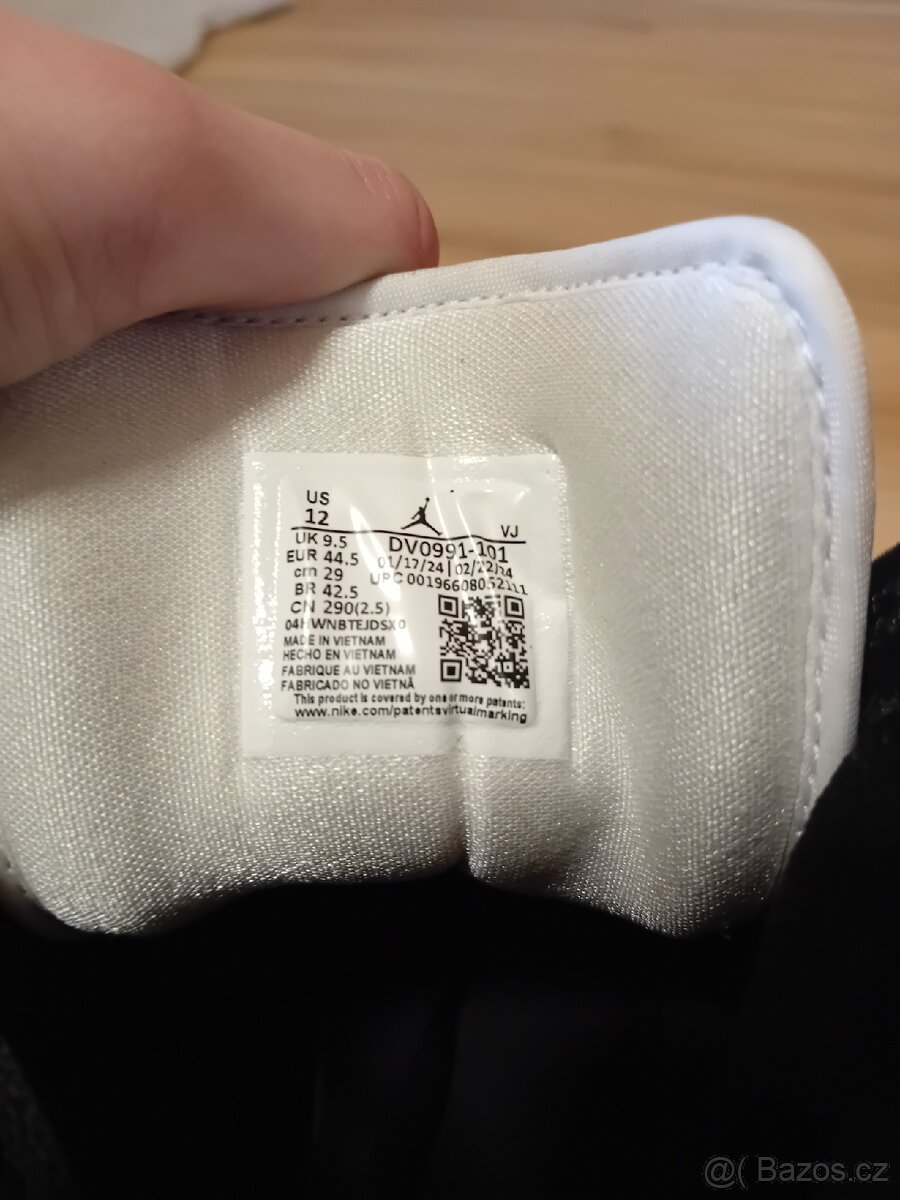 US
12
VJ
UK 9.5
DV0991-101
EUR 44.5
01/17/24 | 02/22/24
cm 29
UPC 00196608052111
BR 42.5
CN 290(2.5)
04HWNBTEJDSX0
MADE IN VIETNAM
HECHO EN VIETNAM
FABRIQUE AU VIETNAM
FABRICADO NO VIETNÃ
This product is covered by one or more patents:
www.nike.com/patentsvirtualmarking
@( Bazos.cz